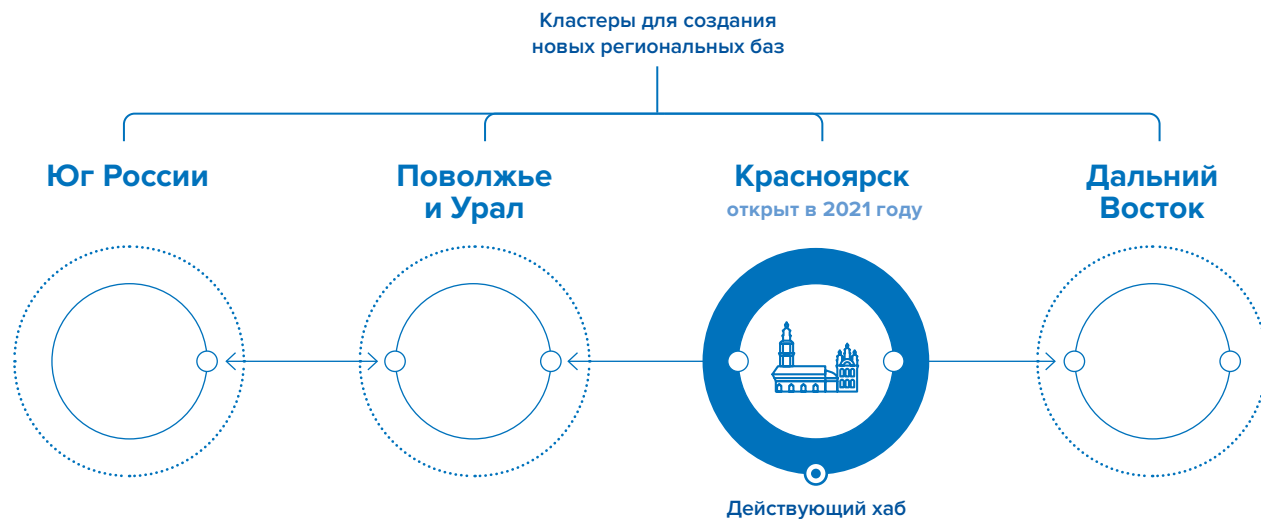 Кластеры для создания
новых региональных баз
Юг России
Поволжье
и Урал
Красноярск
открыт в 2021 году
Дальний
Восток
Действующий хаб